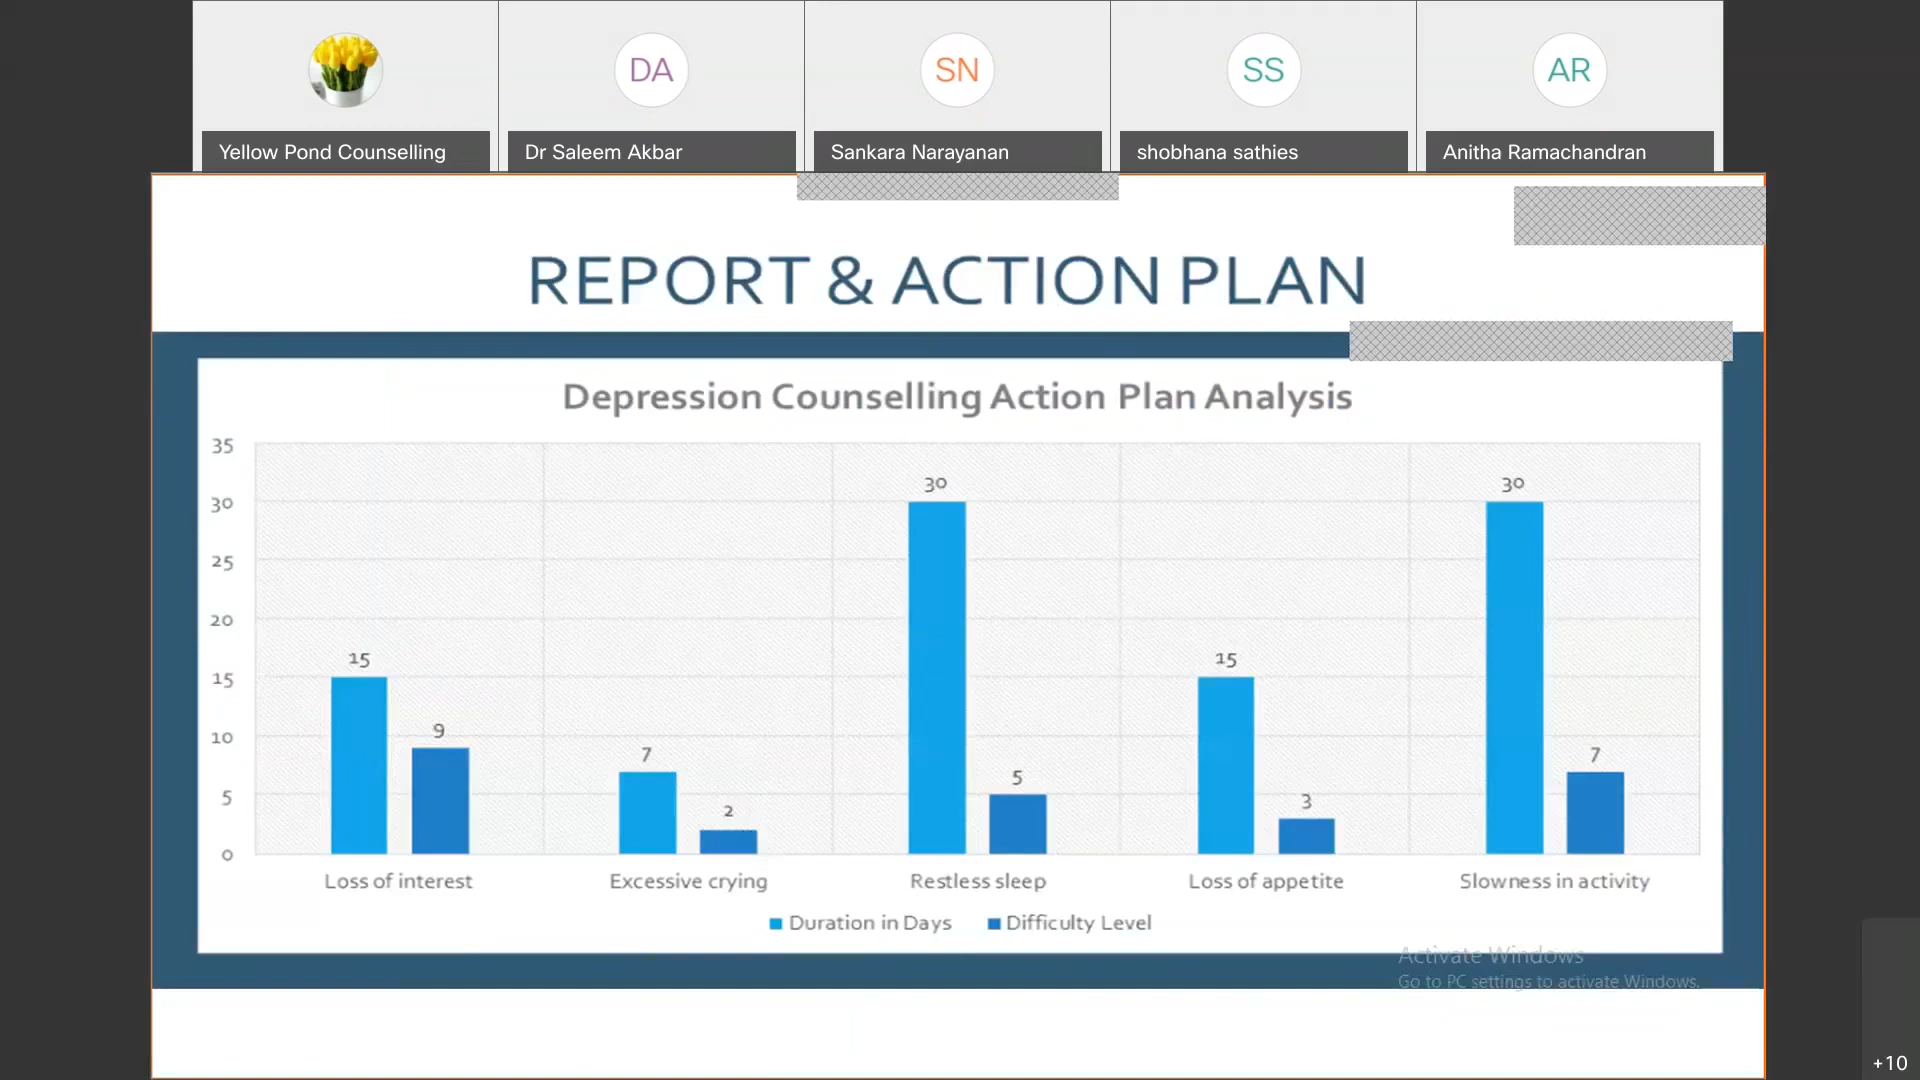 DA
SN
SS
AR
Yellow Pond Counselling
Dr Saleem Akbar
Sankara Narayanan
shobhana sathies
Anitha Ramachandran
REPORT & ACTION PLAN
Depression Counselling Action Plan Analysis
35
30
25
20
15
10
5
0
15
9
7
2
30
5
15
3
30
7
Loss of interest
Excessive crying
Restless sleep
Loss of appetite
Slowness in activity
Duration in Days
Difficulty Level
Activate Windows
Go to PC settings to activate Windows.
+10